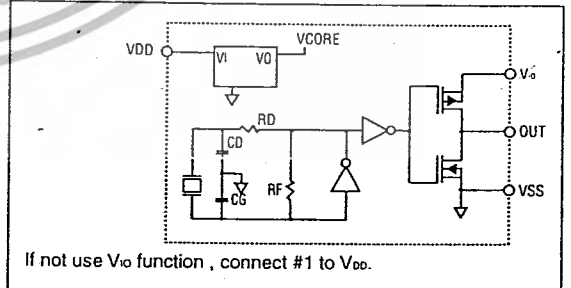 VCORE
VDD
VI VO
Vio
RD
CD
OUT
RF
CG
VSS
If not use VIO function , connect #1 to VDD.